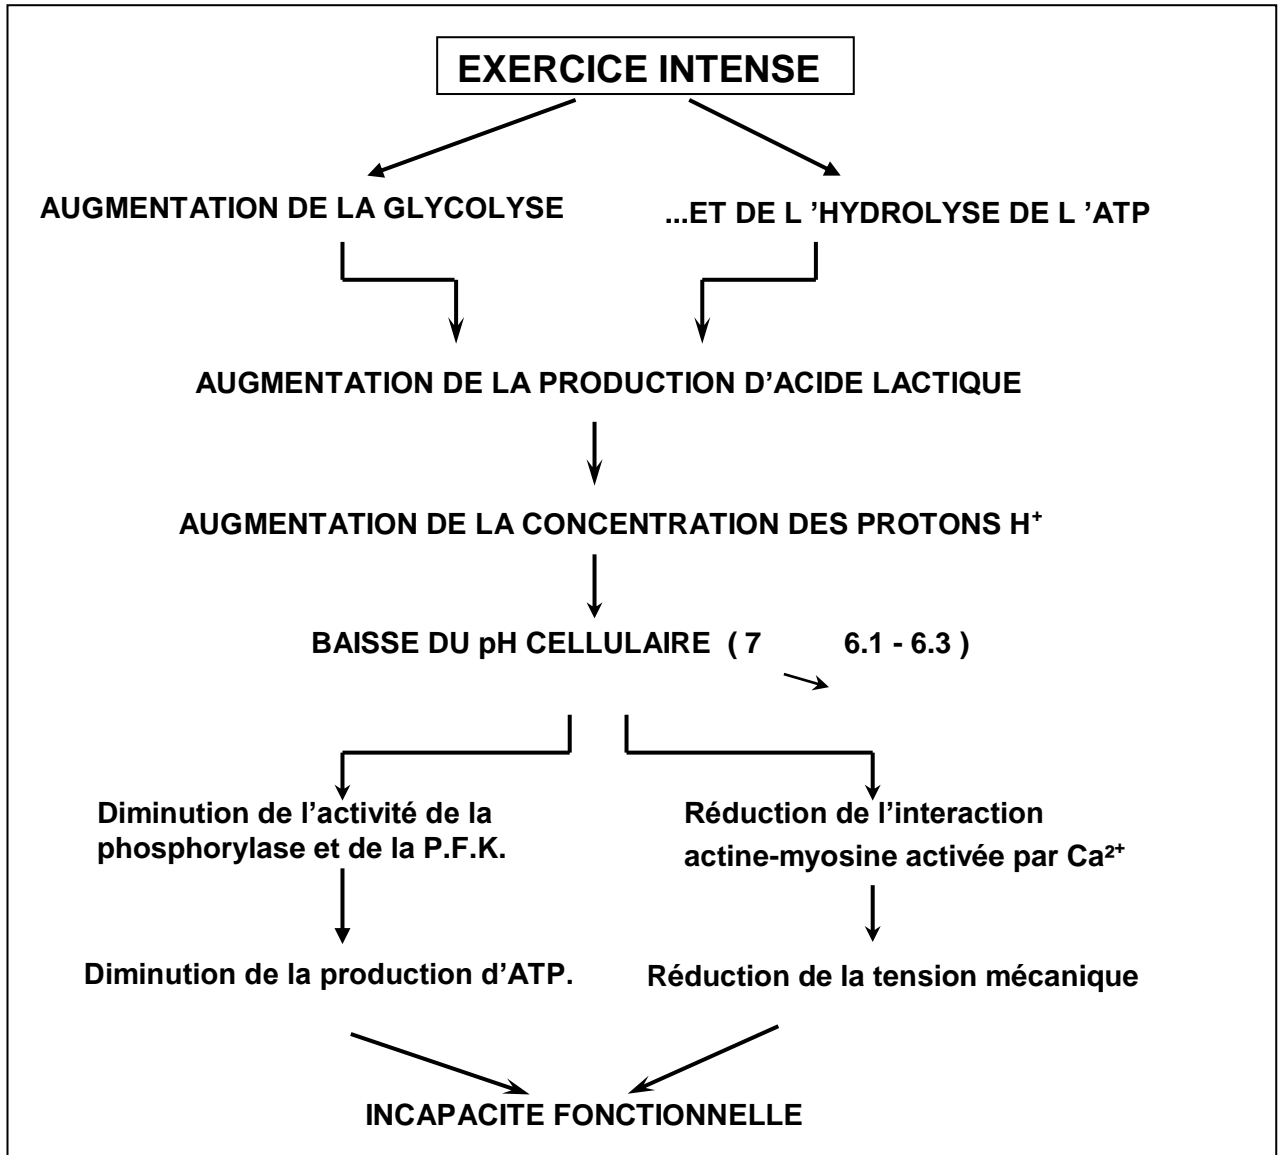 EXERCICE INTENSE
AUGMENTATION DE LA GLYCOLYSE
...ET DE L ’HYDROLYSE DE L ’ATP
AUGMENTATION DE LA PRODUCTION D’ACIDE LACTIQUE
AUGMENTATION DE LA CONCENTRATION DES PROTONS H⁺
BAISSE DU pH CELLULAIRE ( 7 6.1 - 6.3 )
Diminution de l’activité de la
phosphorylase et de la P.F.K.
Réduction de l’interaction
actine-myosine activée par Ca²⁺
Diminution de la production d’ATP.
Réduction de la tension mécanique
INCAPACITE FONCTIONNELLE